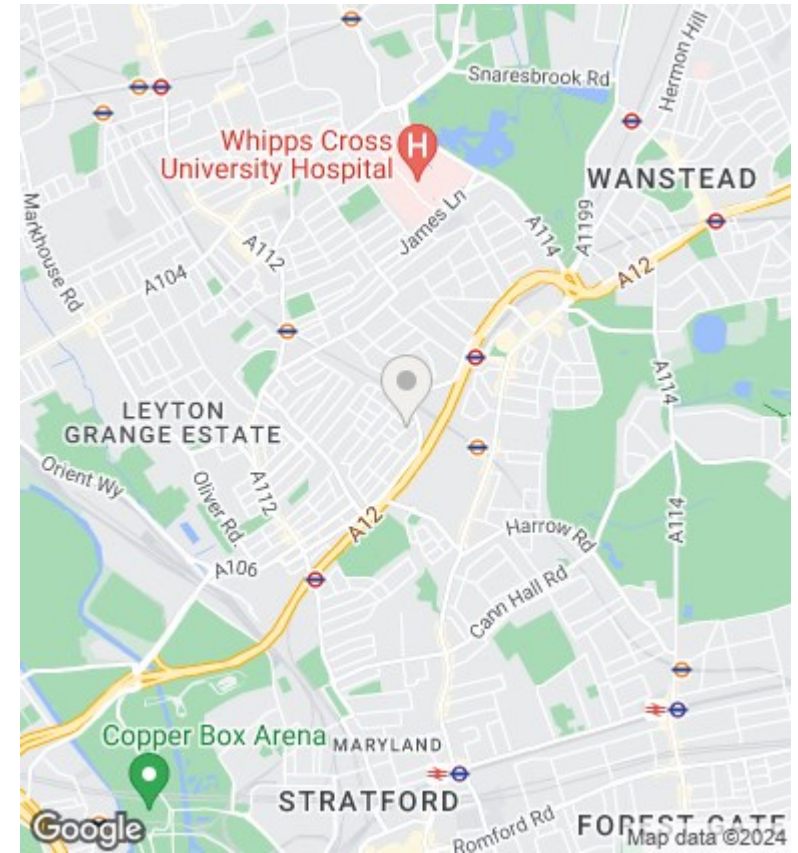 Snaresbrook Rd
Hermon Hill
Whipps Cross
University Hospital
H
WANSTEAD
Markhouse Rd
A112
James Ln
A114
A1199
A12
A104
LEYTON
GRANGE ESTATE
A114
Orient Wy
Oliver Rd.
A112
A12
Harrow Rd
A114
A106
Cann Hall Rd
Copper Box Arena
MARYLAND
STRATFORD
Romford Rd
FOREST GATE
Google
Map data ©2024